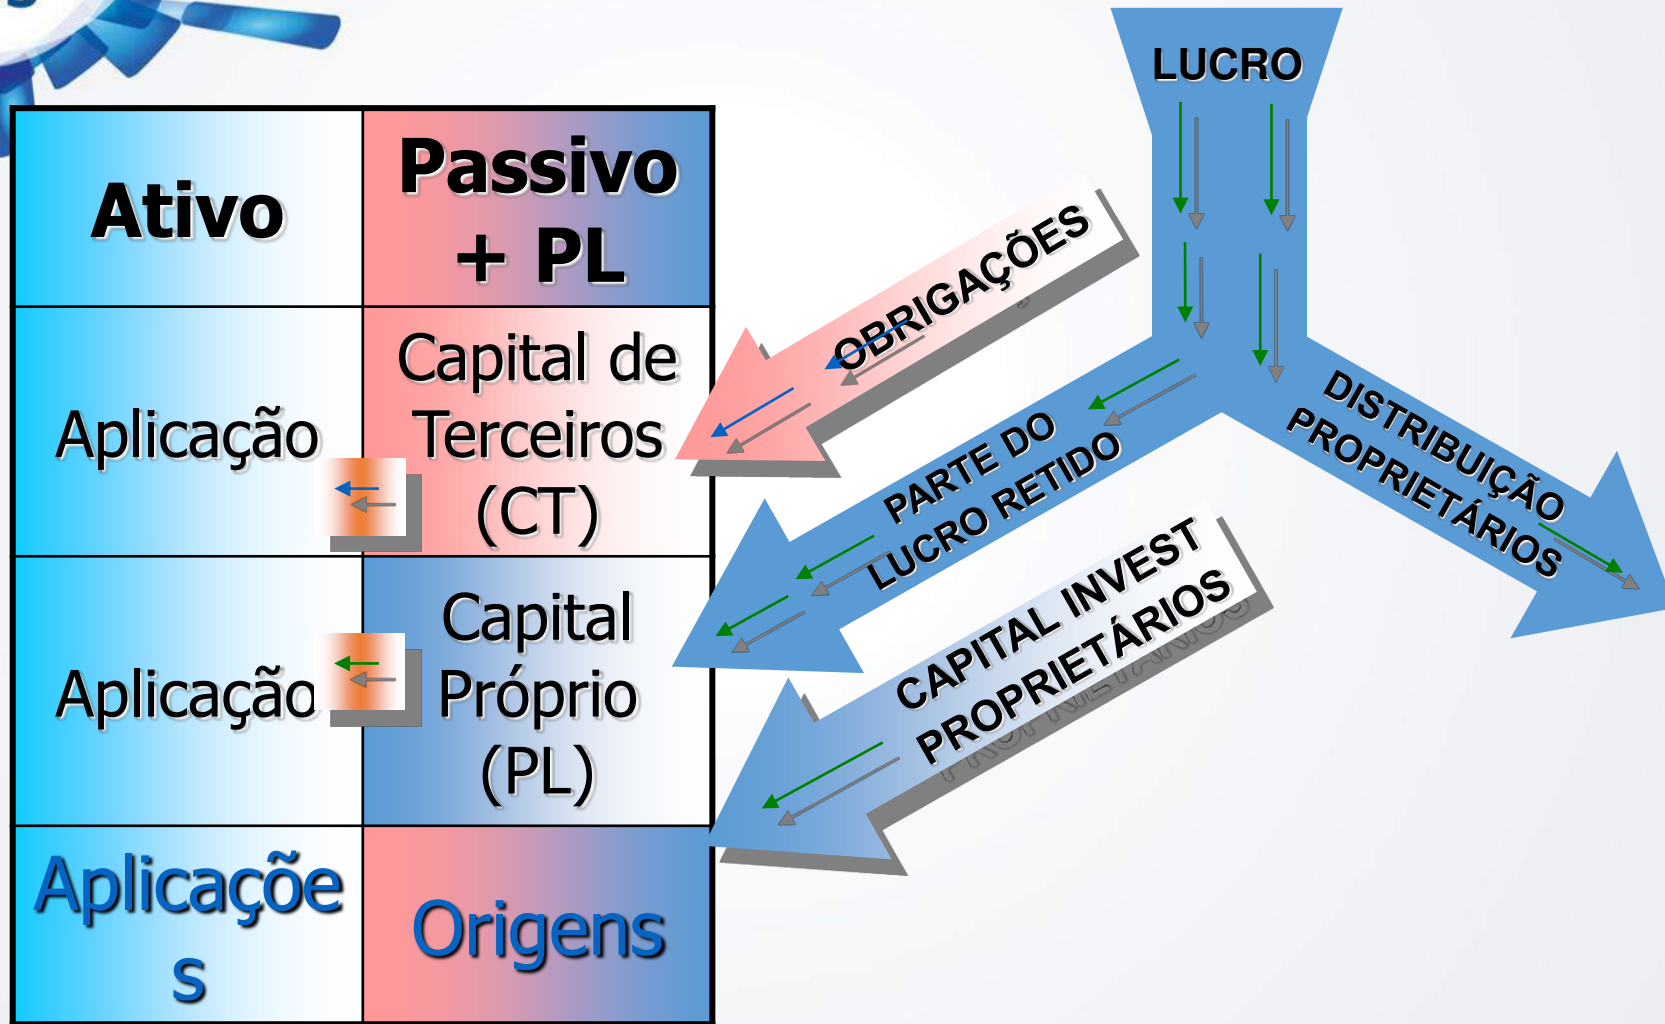 LUCRO
Ativo
Passivo
+ PL
OBRIGAÇÕES
Aplicação
Capital de
Terceiros
(CT)
PARTE DO
LUCRO RETIDO
DISTRIBUIÇÃO
PROPRIETÁRIOS
Aplicação
Capital
Próprio
(PL)
CAPITAL INVEST
PROPRIETÁRIOS
Aplicaçõe
s
Origens